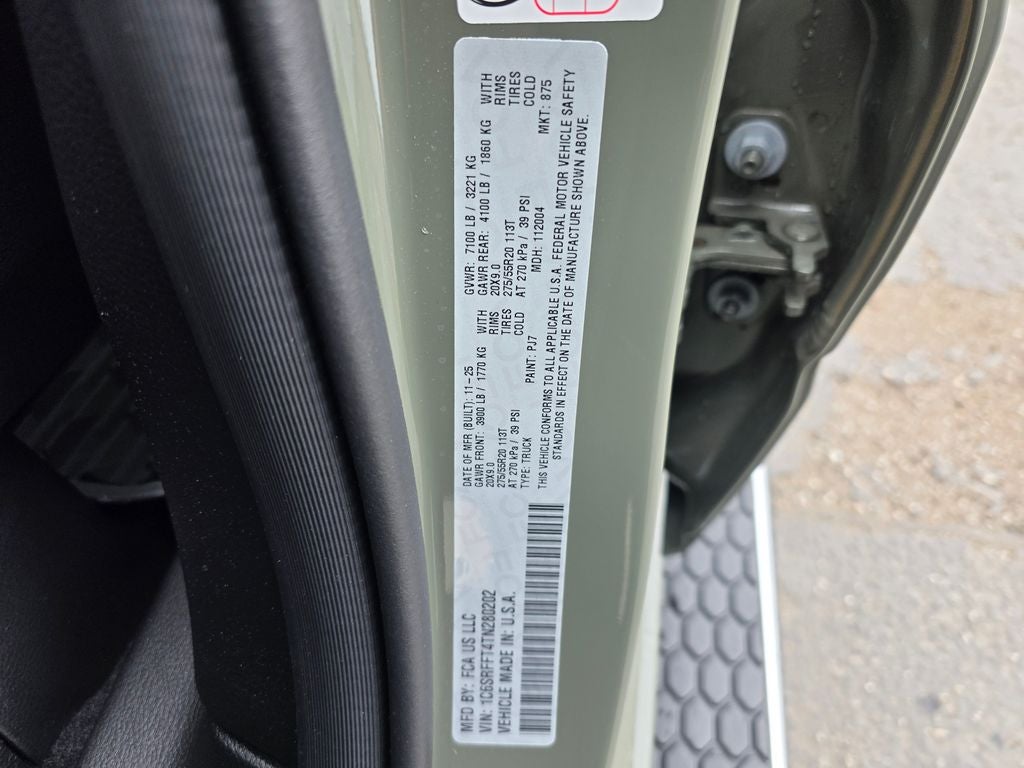 MFD BY: FCA US LLC
DATE OF MFR (BUILT): 11-25
GVWR: 7100 LB / 3221 KG
VIN: 1C6SRFFT4TN280202
GAWR FRONT: 3900 LB / 1770 KG WITH
GAWR REAR: 4100 LB / 1860 KG WITH
VEHICLE MADE IN: U.S.A.
20X9.0 RIMS
20X9.0 RIMS
275/55R20 113T TIRES
275/55R20 113T TIRES
AT 270 kPa / 39 PSI COLD
AT 270 kPa / 39 PSI COLD
TYPE: TRUCK PAINT: PJ7 MDH: 112004 MKT: 875
THIS VEHICLE CONFORMS TO ALL APPLICABLE U.S.A. FEDERAL MOTOR VEHICLE SAFETY
STANDARDS IN EFFECT ON THE DATE OF MANUFACTURE SHOWN ABOVE.